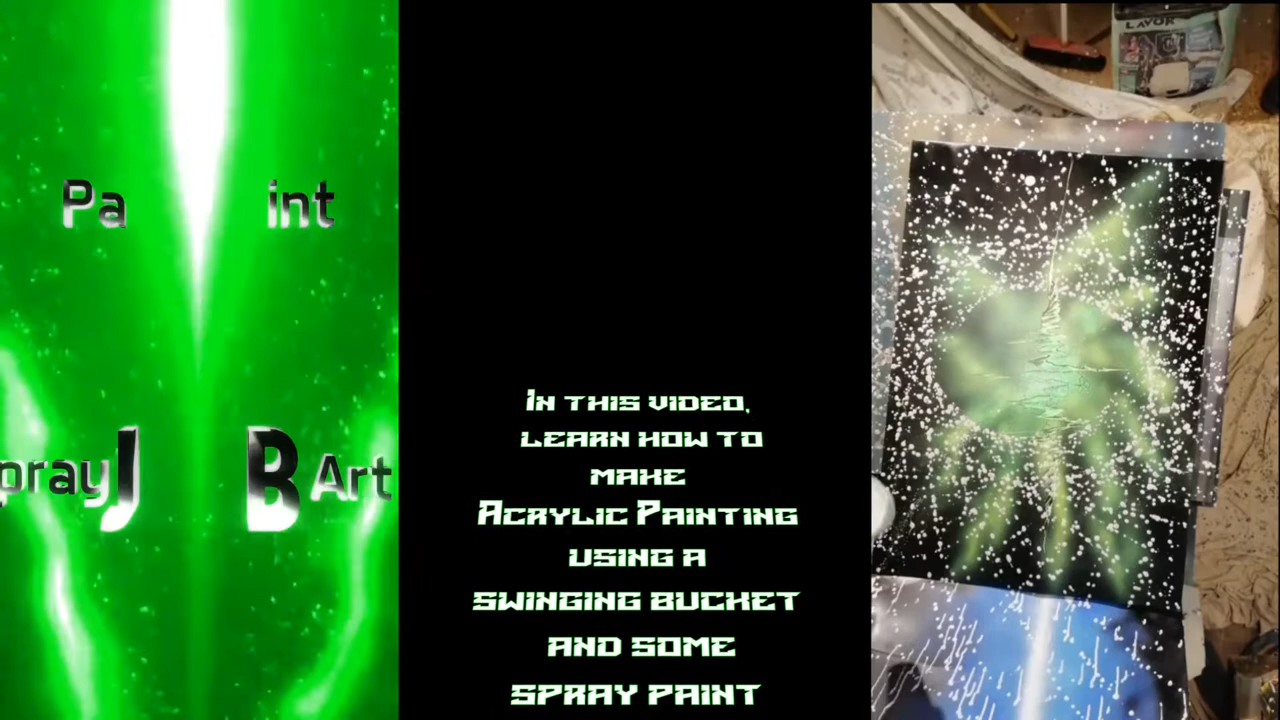 Pa int
pray J B Art
In this video,
learn how to
make
Acrylic Painting
using a
swinging bucket
and some
spray paint
LAVOR